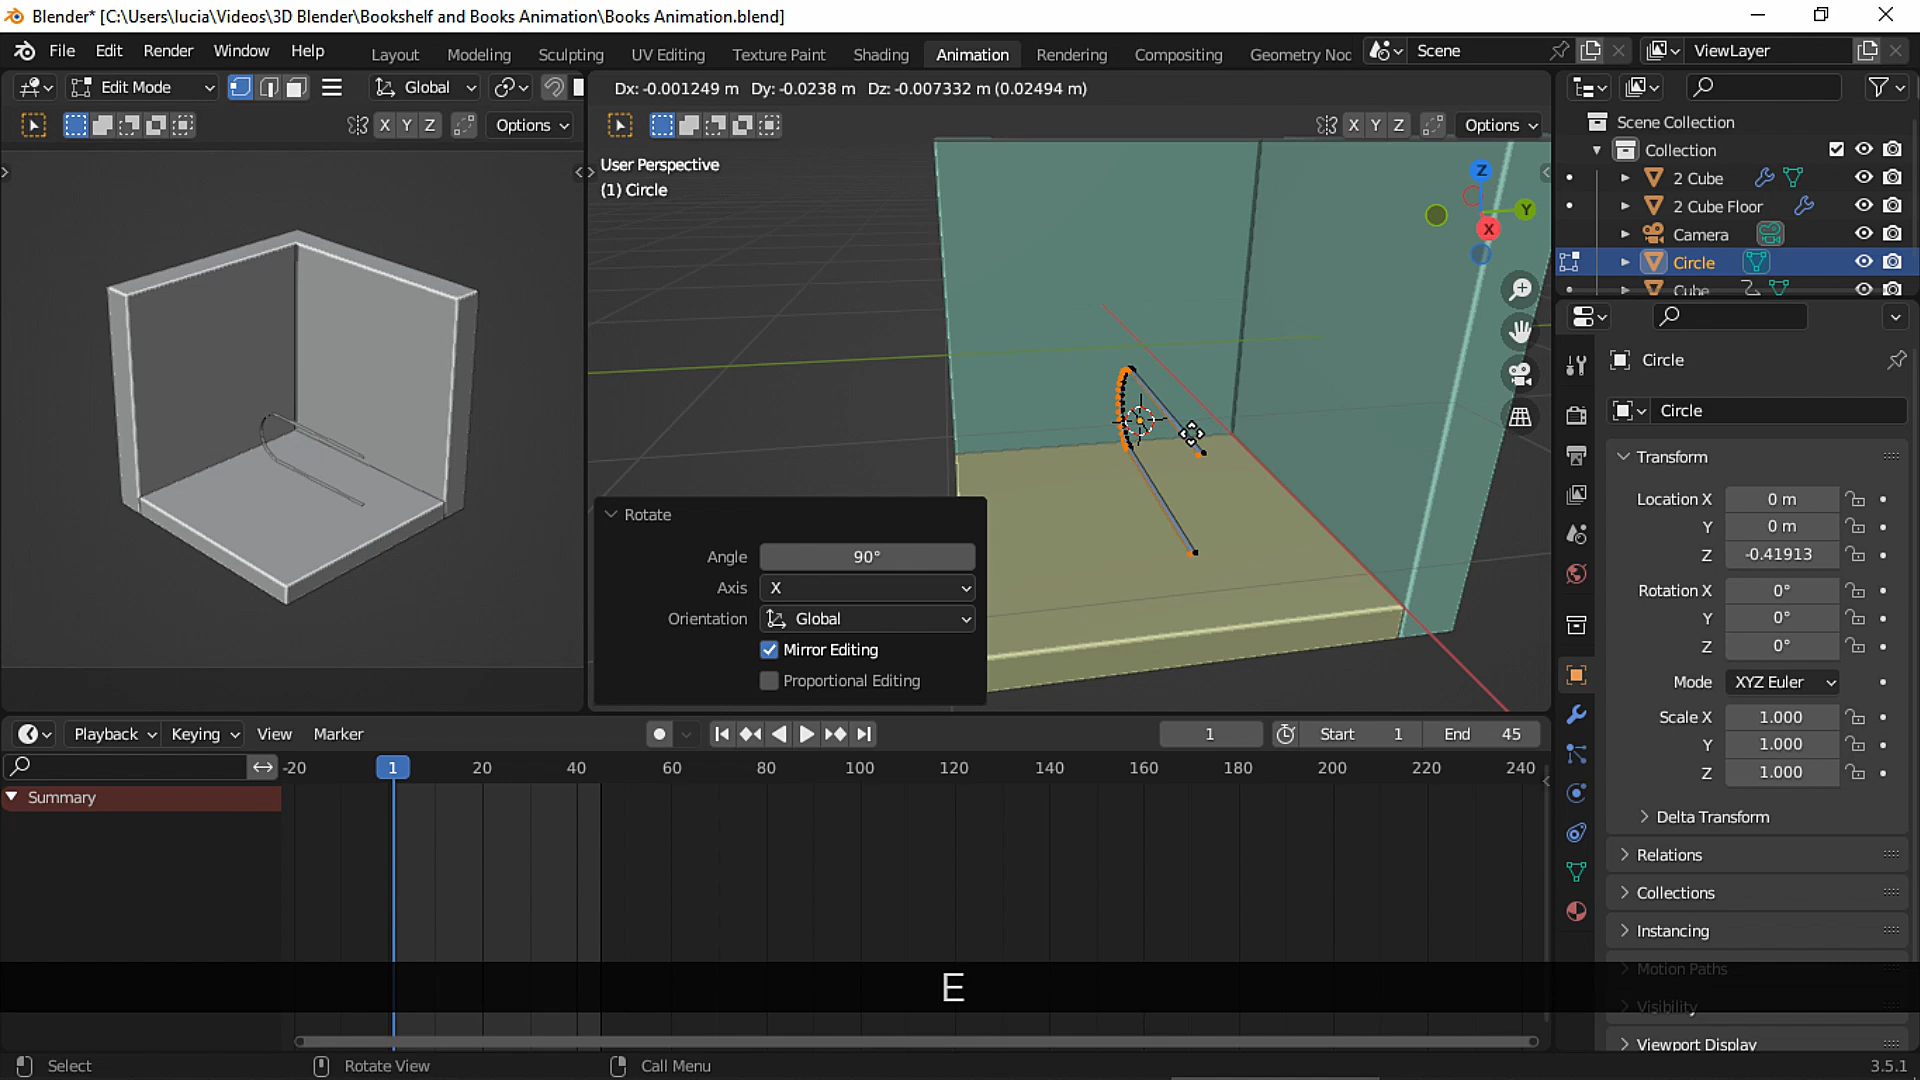 Blender* [C:\Users\lucia\Videos\3D Blender\Bookshelf and Books Animation\Books Animation.blend]
File Edit Render Window Help Layout Modeling Sculpting UV Editing Texture Paint Shading Animation Rendering Compositing Geometry Noc Scene ViewLayer
Edit Mode Global Dx: -0.001249 m Dy: -0.0238 m Dz: -0.007332 m (0.02494 m)
X Y Z Options X Y Z Options
Scene Collection
User Perspective
(1) Circle
Collection
2 Cube
2 Cube Floor
Camera
Circle
Cube
Z
Y
X
Circle
Circle
Transform
Location X 0 m
Y 0 m
Z -0.41913
Rotation X 0°
Y 0°
Z 0°
Mode XYZ Euler
Scale X 1.000
Y 1.000
Z 1.000
Delta Transform
Relations
Collections
Instancing
Motion Paths
Visibility
Viewport Display
Rotate
Angle 90°
Axis X
Orientation Global
Mirror Editing
Proportional Editing
Playback Keying View Marker 1 Start 1 End 45
-20 1 20 40 60 80 100 120 140 160 180 200 220 240
Summary
E
Select Rotate View Call Menu 3.5.1